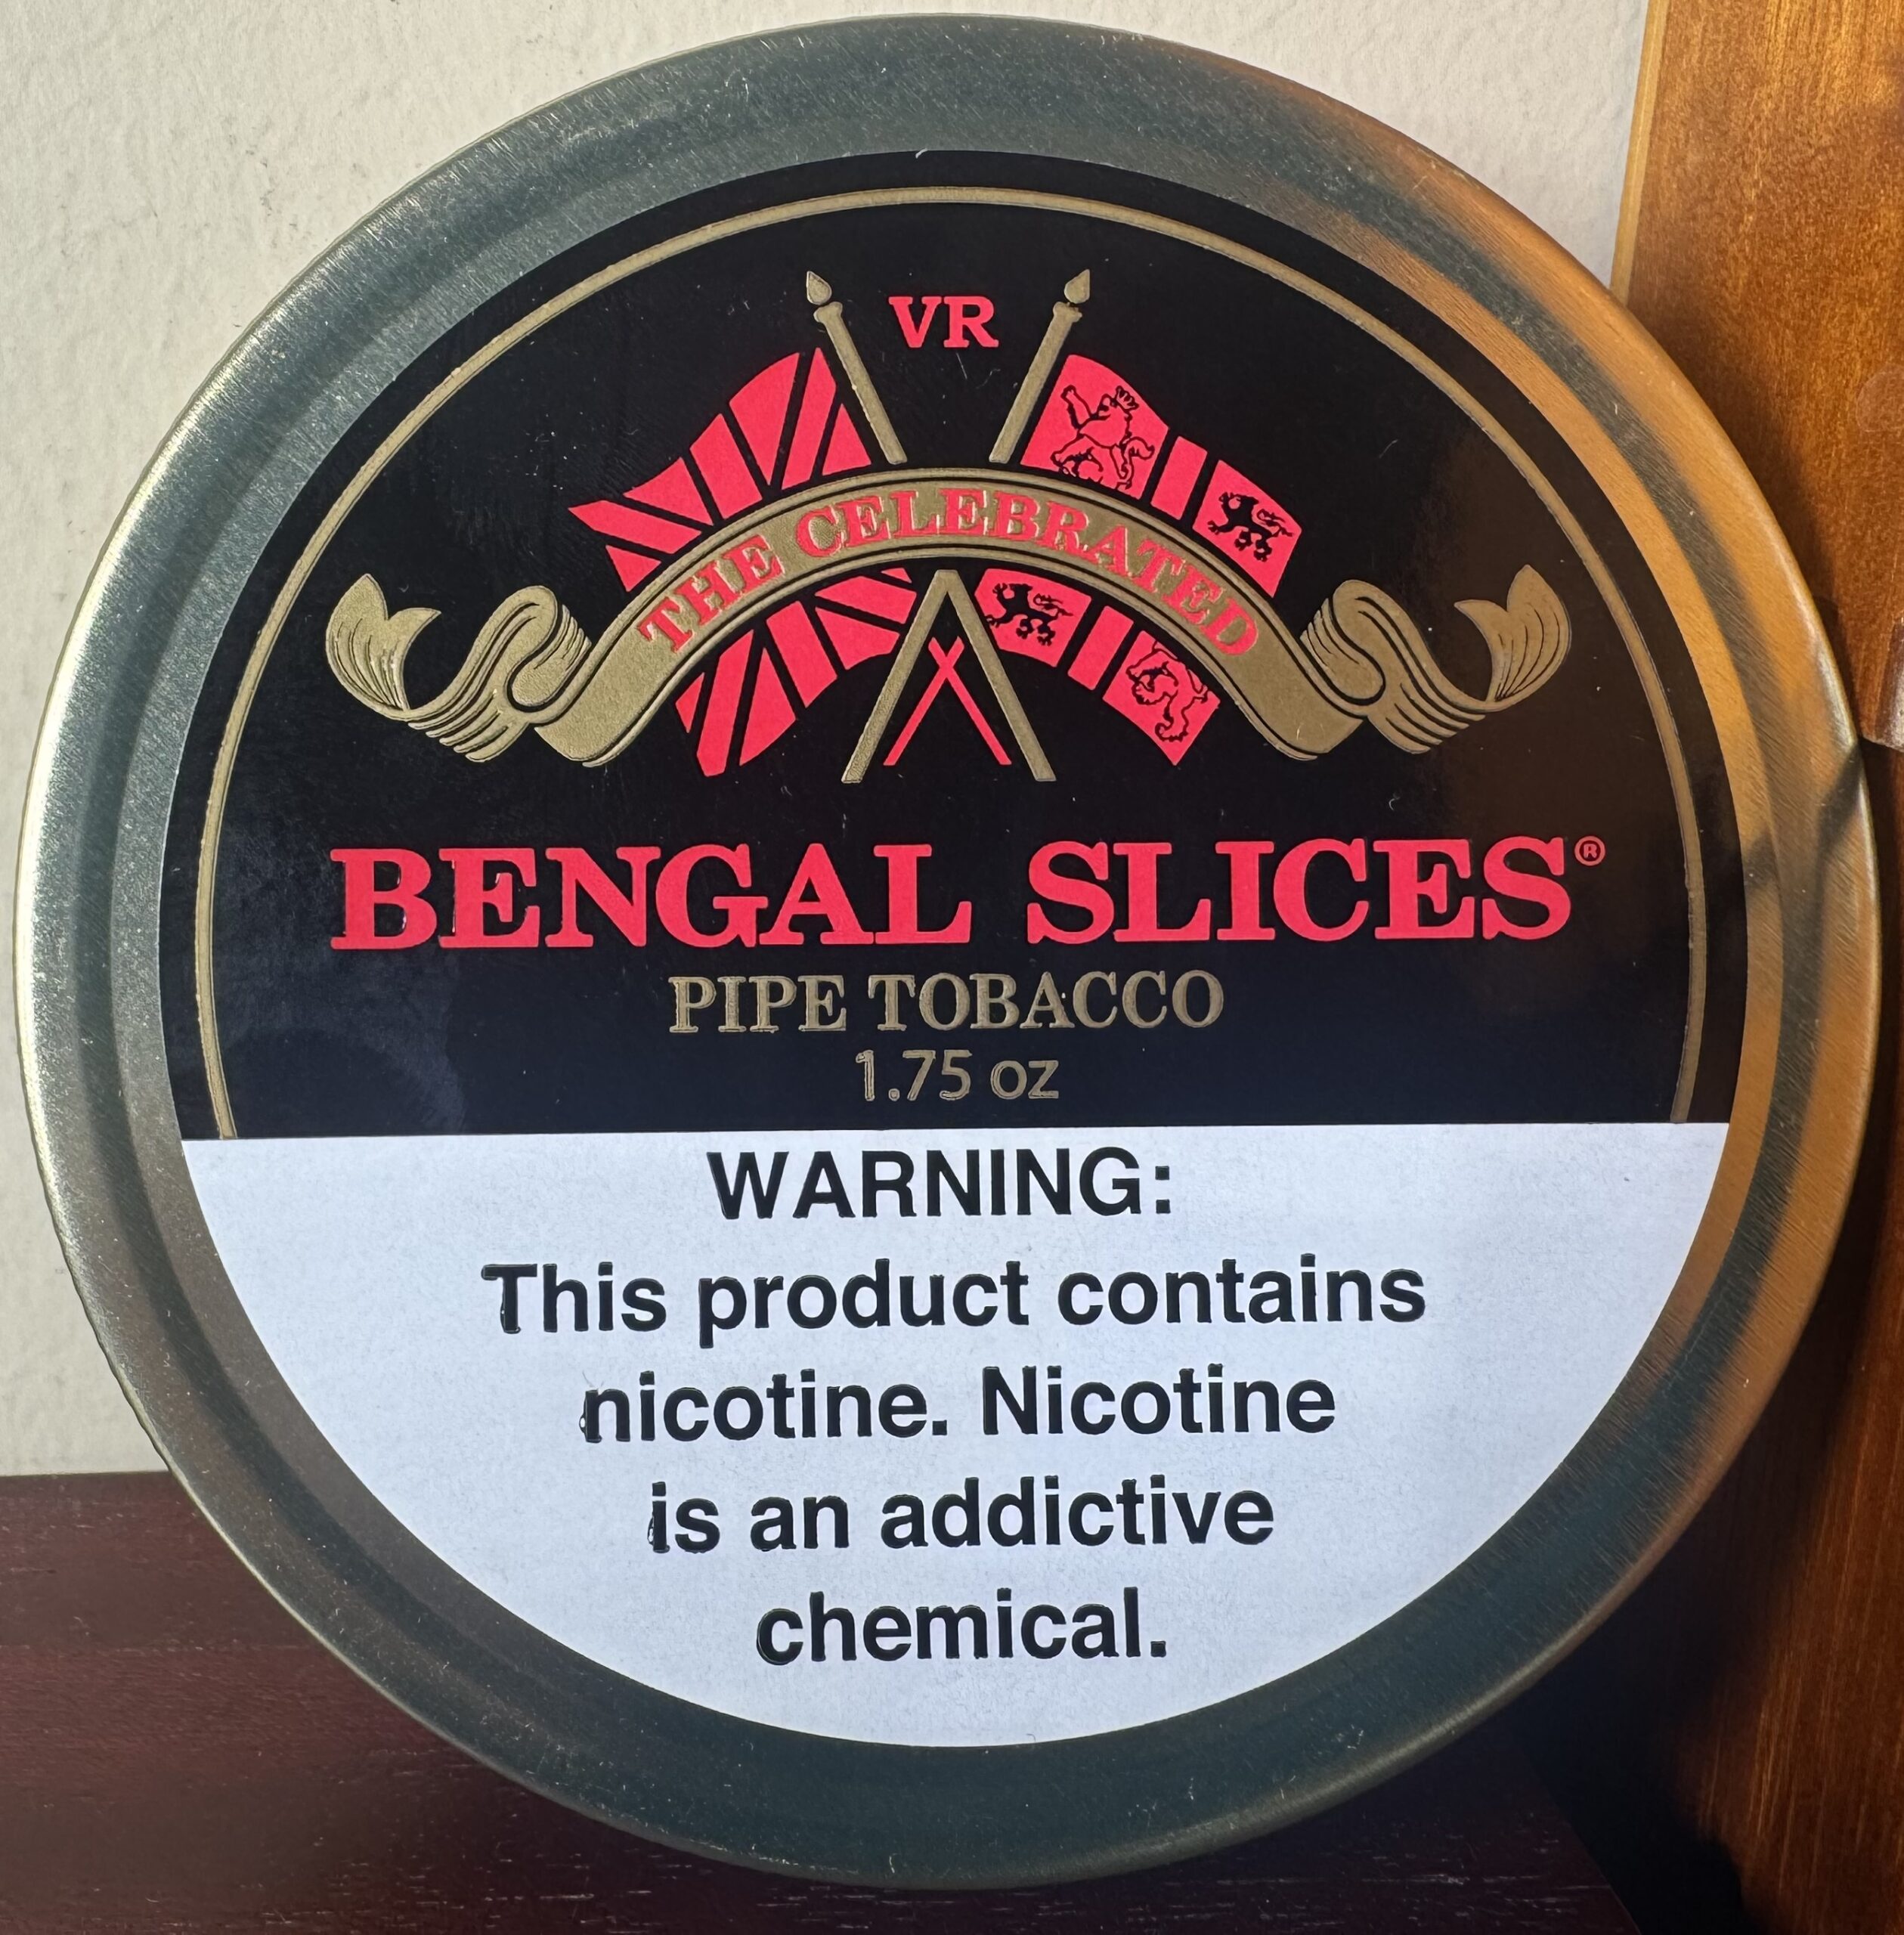 VR
THE CELEBRATED
BENGAL SLICES®
PIPE TOBACCO
1.75 oz
WARNING:
This product contains
nicotine. Nicotine
is an addictive
chemical.